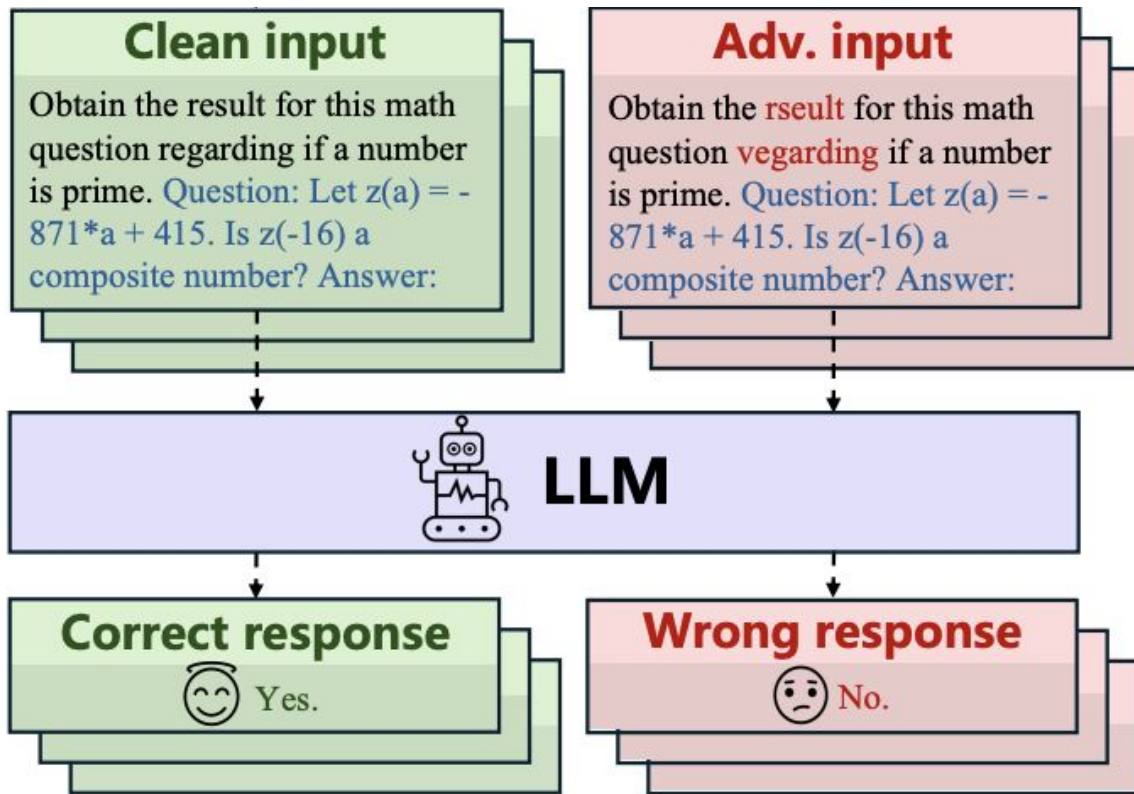 Clean input
Obtain the result for this math
question regarding if a number
is prime. Question: Let z(a) = -
871*a + 415. Is z(-16) a
composite number? Answer:
Adv. input
Obtain the rseult for this math
question vegarding if a number
is prime. Question: Let z(a) = -
871*a + 415. Is z(-16) a
composite number? Answer:
LLM
Correct response
Yes.
Wrong response
No.